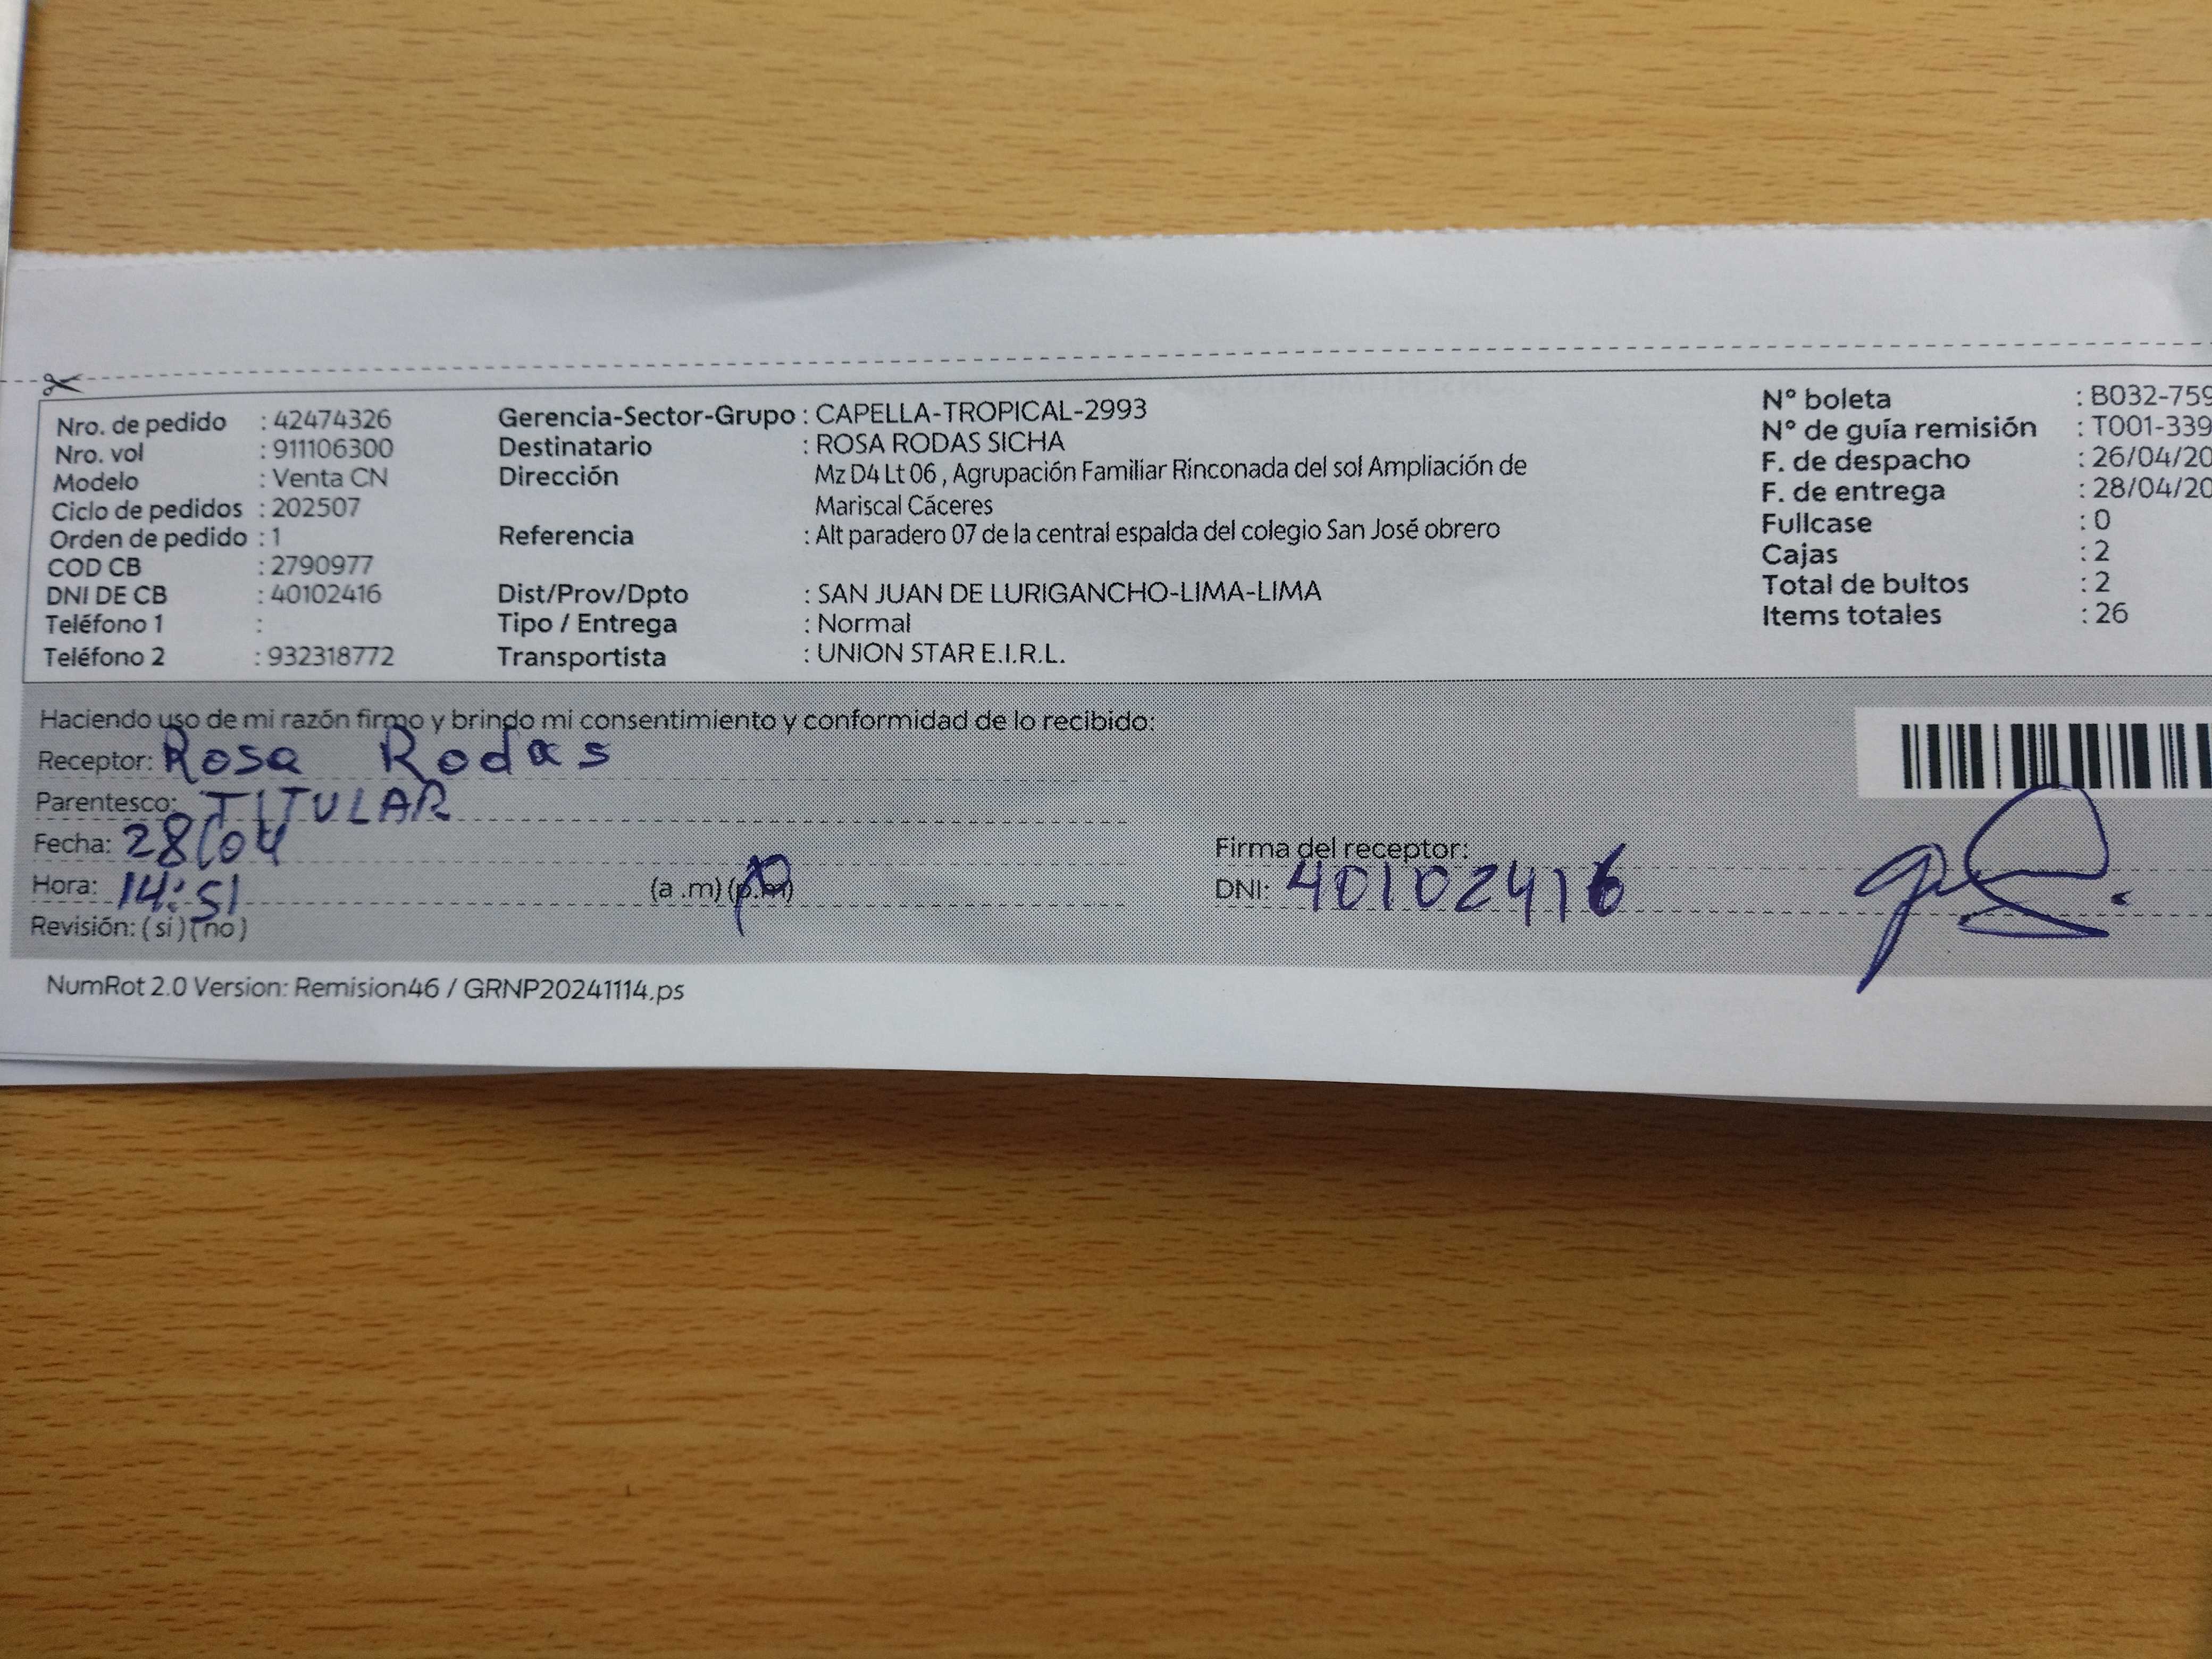 Nro. de pedido : 42474326
Nro. vol : 911106300
Modelo : Venta CN
Ciclo de pedidos : 202507
Orden de pedido : 1
COD CB : 2790977
DNI DE CB : 40102416
Teléfono 1 :
Teléfono 2 : 932318772
Gerencia-Sector-Grupo : CAPELLA-TROPICAL-2993
Destinatario : ROSA RODAS SICHA
Dirección Mz D4 Lt 06 , Agrupación Familiar Rinconada del sol Ampliación de
Mariscal Cáceres
Referencia : Alt paradero 07 de la central espalda del colegio San José obrero
Dist/Prov/Dpto : SAN JUAN DE LURIGANCHO-LIMA-LIMA
Tipo / Entrega : Normal
Transportista : UNION STAR E.I.R.L.
N° boleta : B032-759
N° de guía remisión : T001-339
F. de despacho : 26/04/20
F. de entrega : 28/04/20
Fullcase : 0
Cajas : 2
Total de bultos : 2
Items totales : 26
Haciendo uso de mi razón firmo y brindo mi consentimiento y conformidad de lo recibido:
Receptor: Rosa Rodas
Parentesco: TITULAR
Fecha: 28/04
Hora: 14:51 (a .m) (p.m)
Revisión: ( si ) ( no )
Firma del receptor:
DNI: 40102416
NumRot 2.0 Version: Remision46 / GRNP20241114.ps